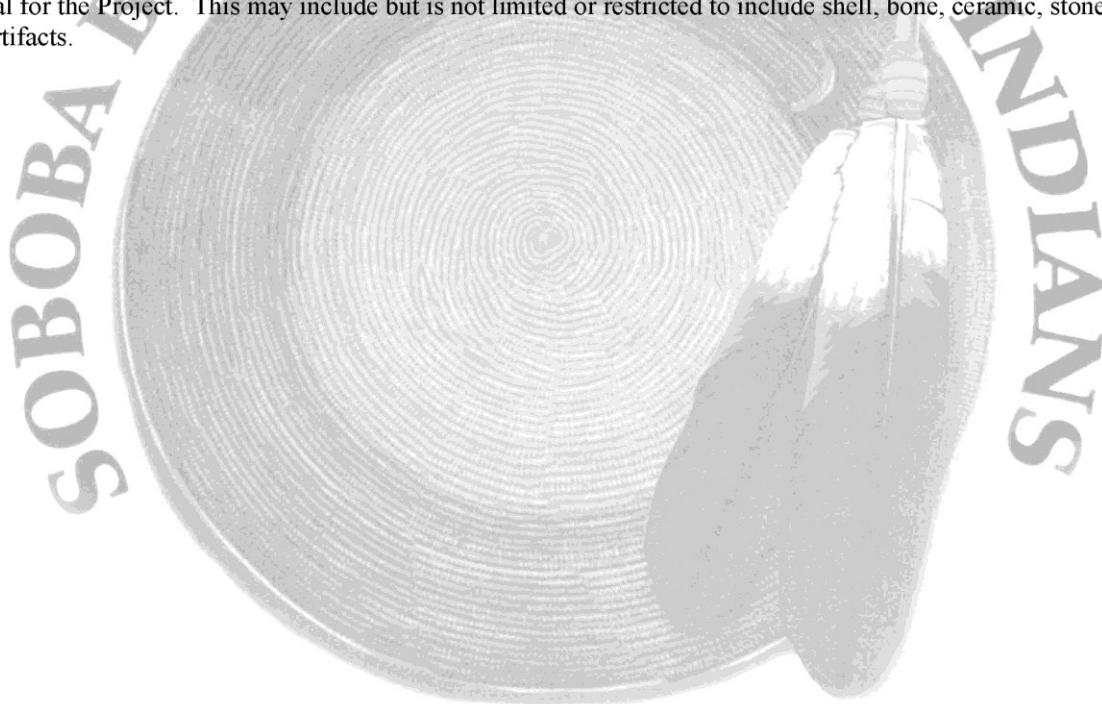 al for the Project.  This may include but is not limited or restricted to include shell, bone, ceramic, stone
rtifacts.
SOBOBA
INDIANS